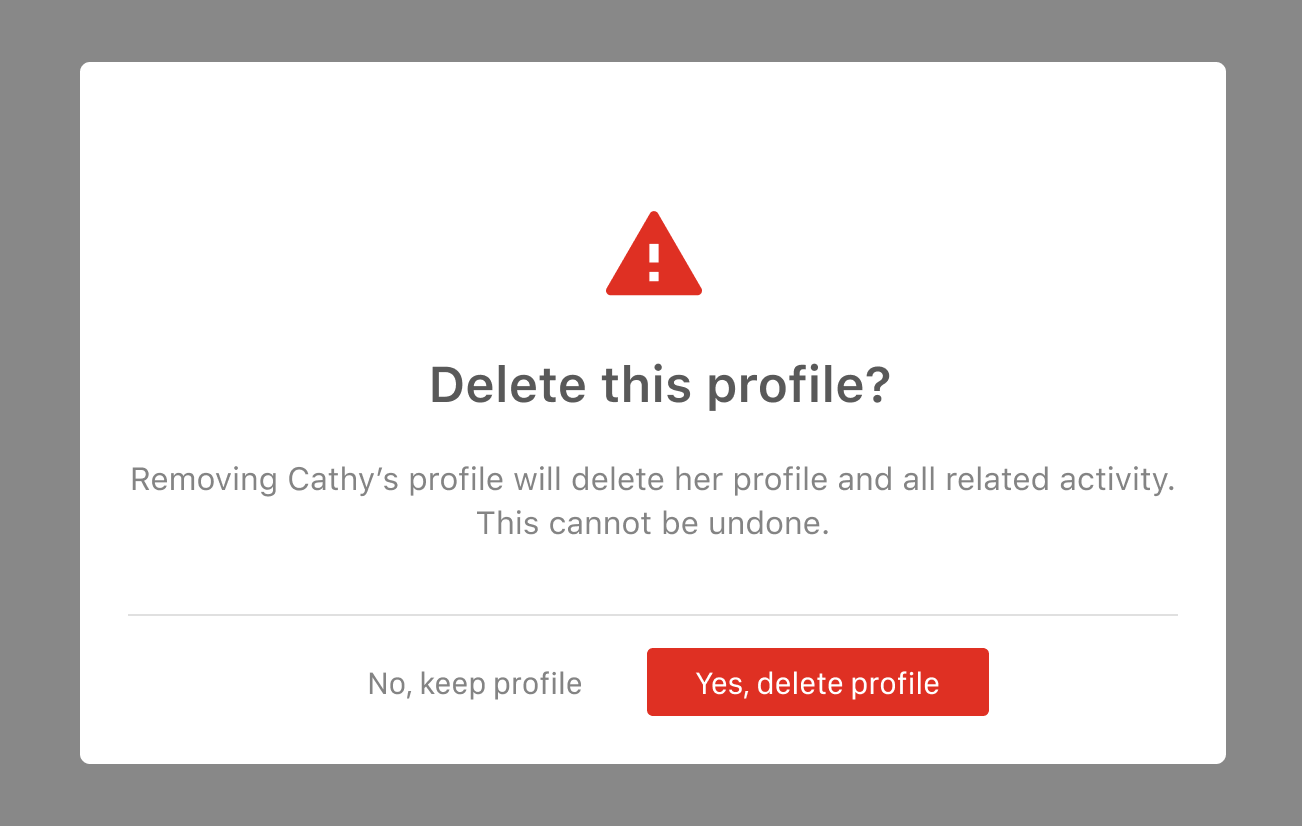 Delete this profile?
Removing Cathy’s profile will delete her profile and all related activity.
This cannot be undone.
No, keep profile
Yes, delete profile